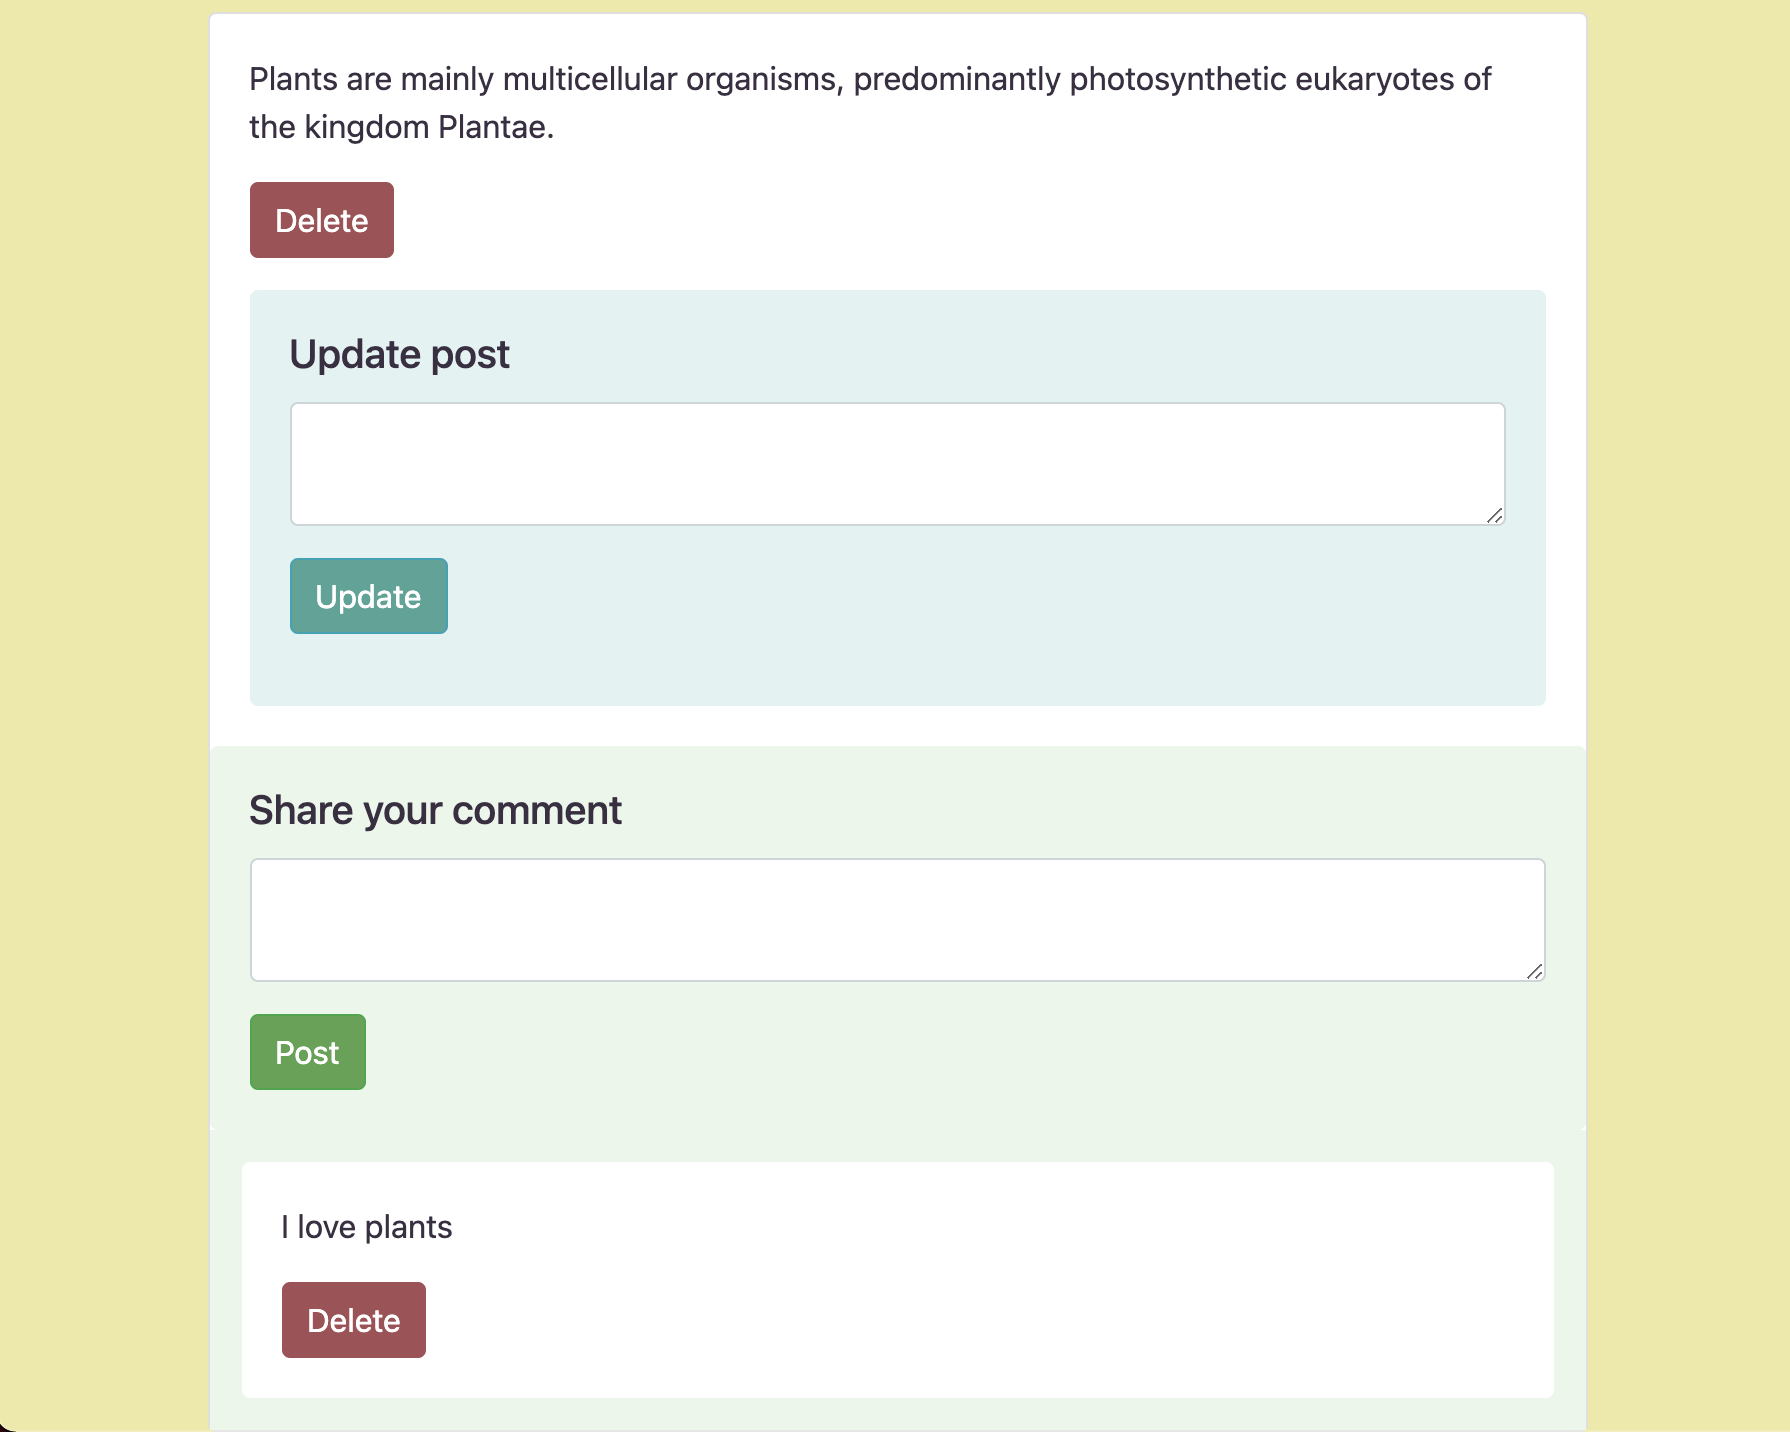 Plants are mainly multicellular organisms, predominantly photosynthetic eukaryotes of
the kingdom Plantae.
Delete
Update post
Update
Share your comment
Post
I love plants
Delete